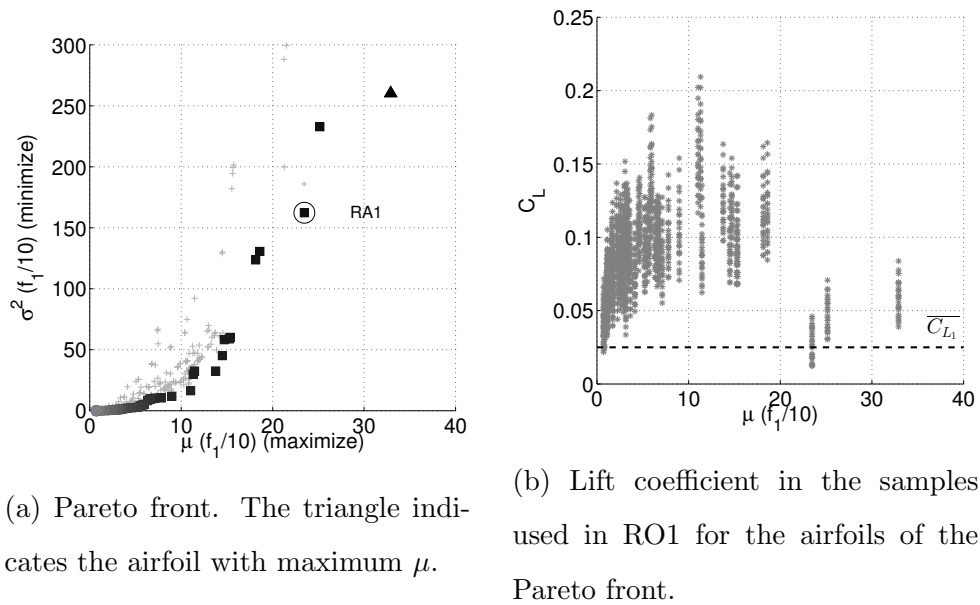 300
250
200
150
100
50
0
σ² (f₁/10) (minimize)
RA1
0 10 20 30 40
μ (f₁/10) (maximize)
(a) Pareto front. The triangle indi-
cates the airfoil with maximum μ.
0.25
0.2
0.15
0.1
0.05
0
C_L
\overline{C_{L_1}}
0 10 20 30 40
μ (f₁/10)
(b) Lift coefficient in the samples
used in RO1 for the airfoils of the
Pareto front.